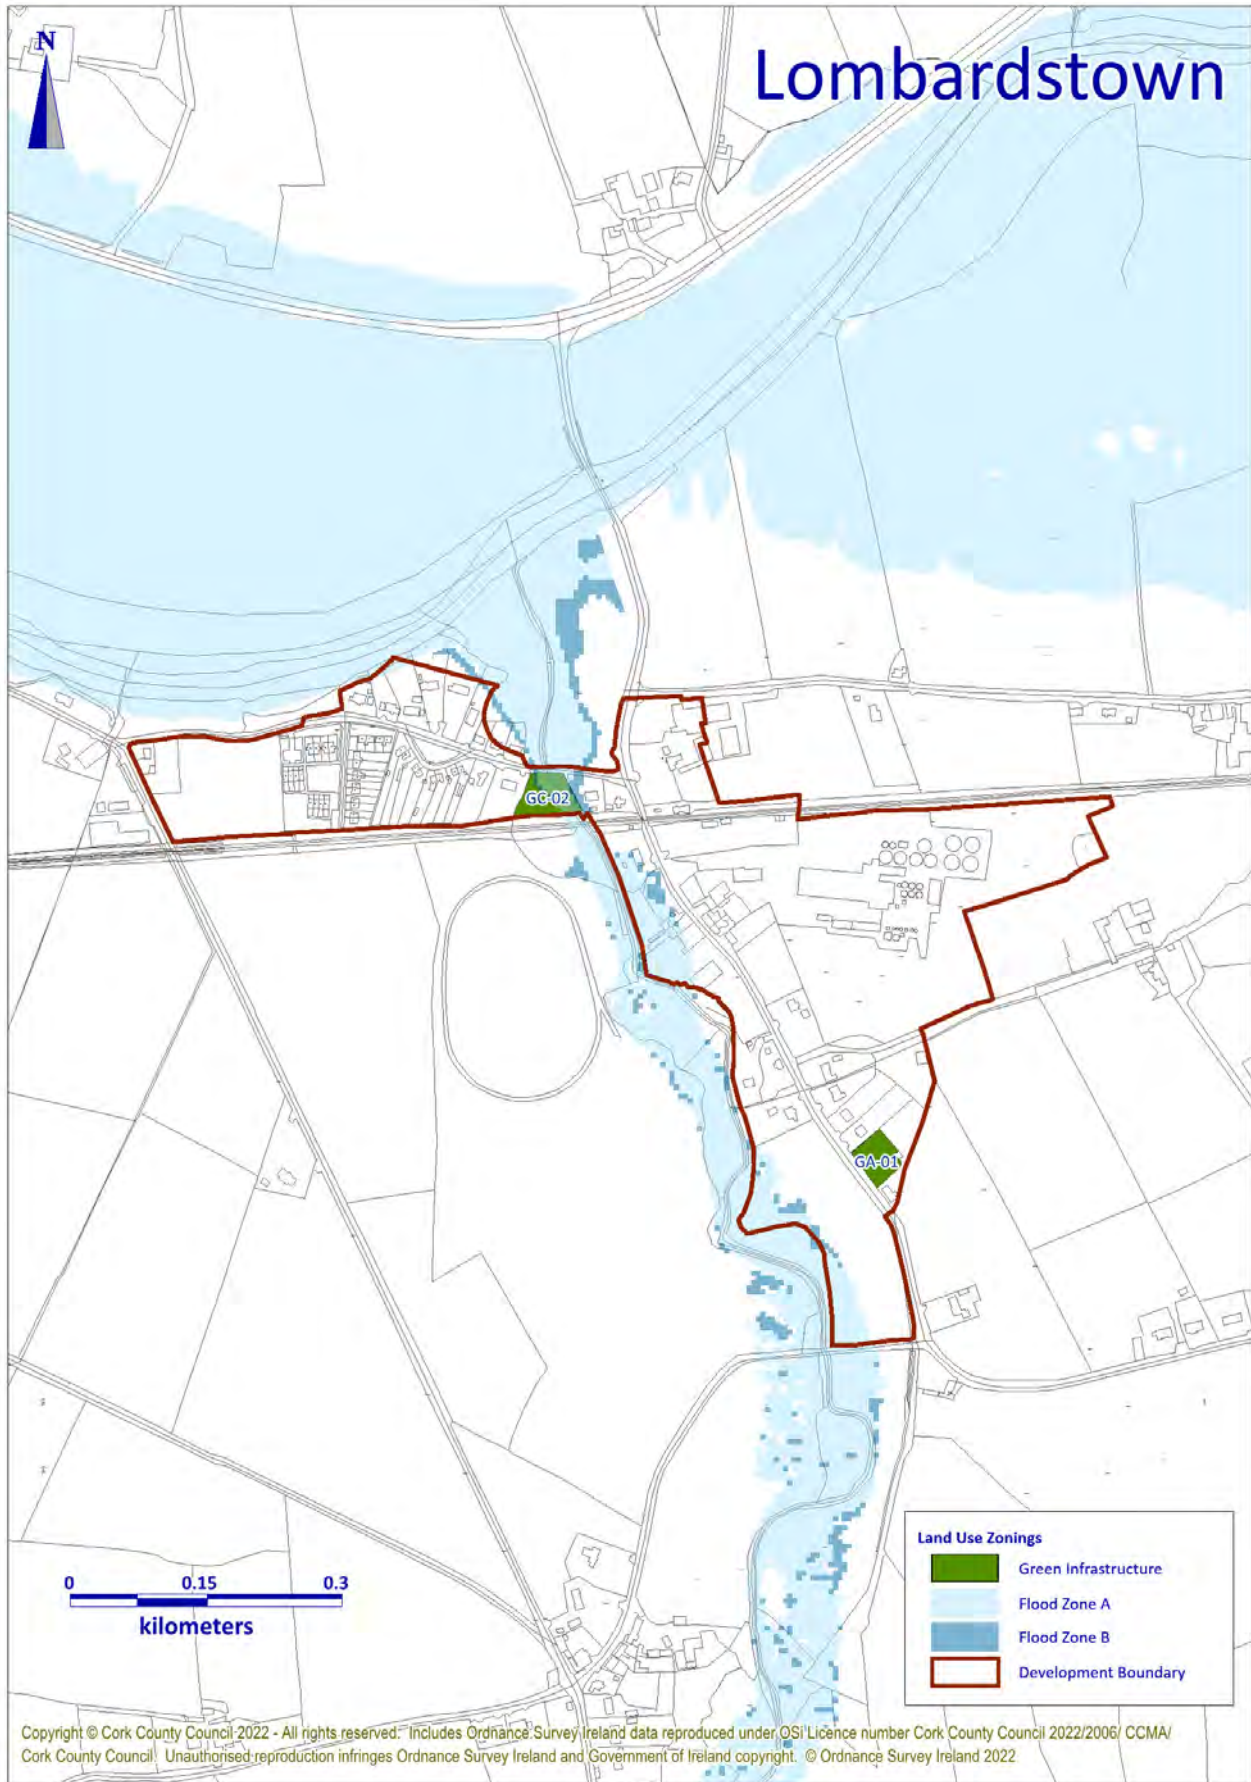 N
Lombardstown
GC-02
GA-01
0 0.15 0.3
kilometers
Land Use Zonings
Green Infrastructure
Flood Zone A
Flood Zone B
Development Boundary
Copyright © Cork County Council 2022 - All rights reserved. Includes Ordnance Survey Ireland data reproduced under OSi Licence number Cork County Council 2022/2006/ CCMA/
Cork County Council. Unauthorised reproduction infringes Ordnance Survey Ireland and Government of Ireland copyright. © Ordnance Survey Ireland 2022